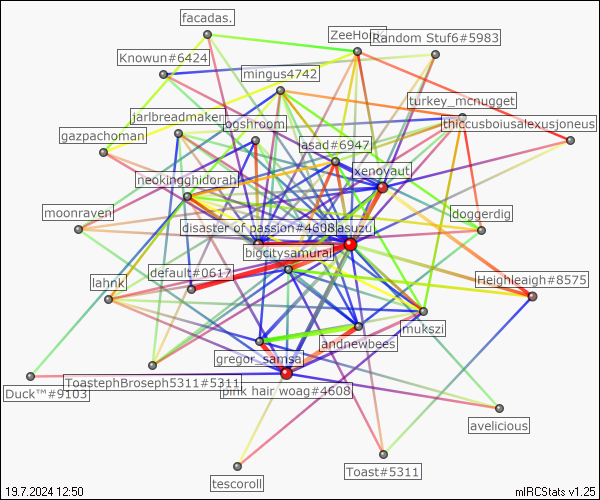 facadas.
ZeeHo
Random Stuf6#5983
Knowun#6424
mingus4742
turkey_mcnugget
jarlbreadmaker
ogshroom
thiccusboiusalexusjoneus
gazpachoman
asad#6947
xenoyaut
neokingghidorah
moonraven
disaster of passion#4608
asuzu
doggerdig
bigcitysamurai
default#0617
lahnk
Heighleigh#8575
mukszi
andnewbees
gregor_samsa
ToastephBroseph5311#5311
Duck™#9103
pink hair woag#4608
avelicious
Toast#5311
tescoroll
19.7.2024 12:50
mIRCStats v1.25